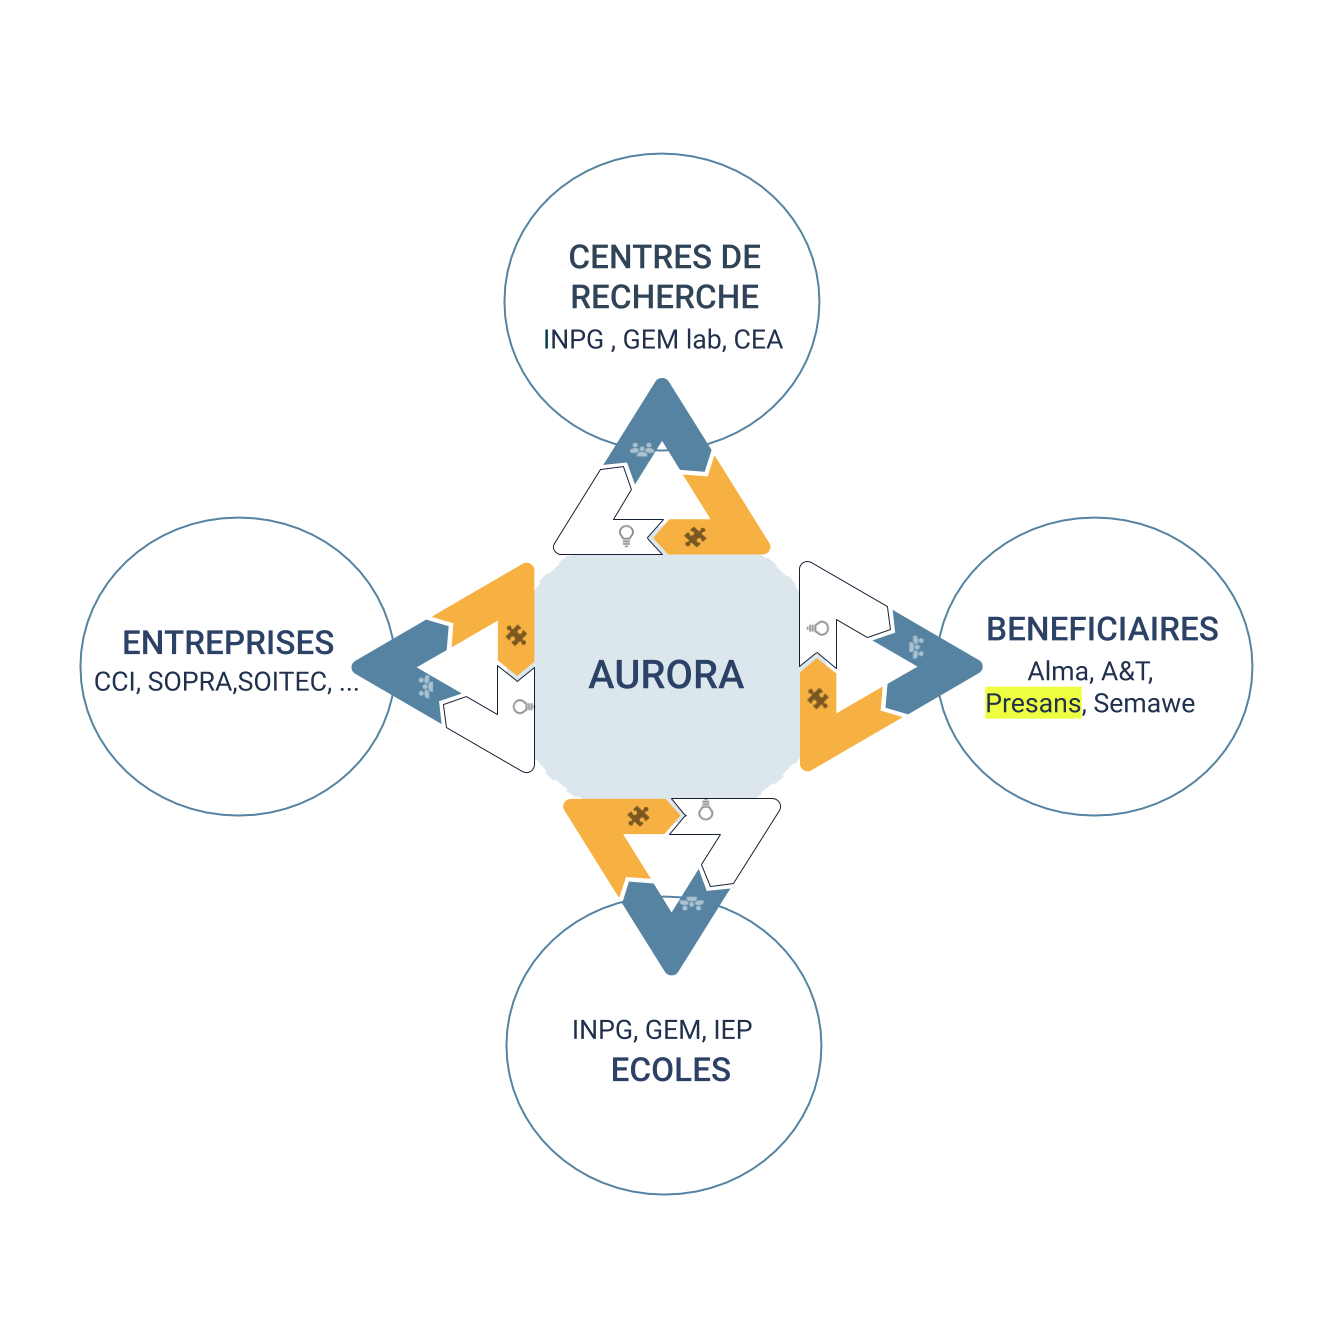 CENTRES DE
RECHERCHE
INPG , GEM lab, CEA
ENTREPRISES
CCI, SOPRA,SOITEC, ...
AURORA
BENEFICIAIRES
Alma, A&T,
Presans, Semawe
INPG, GEM, IEP
ECOLES